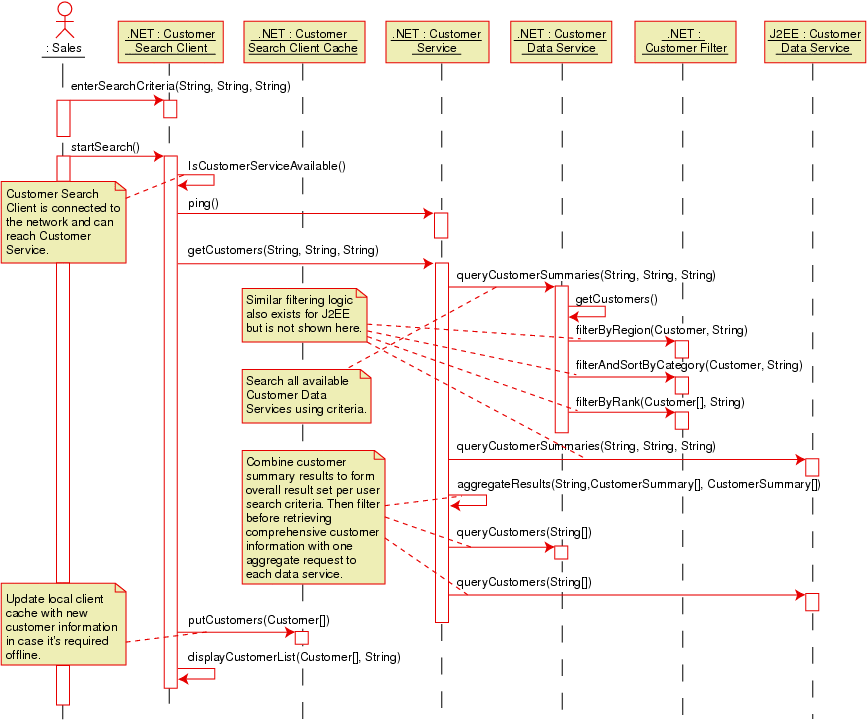 : Sales
.NET : Customer
Search Client
.NET : Customer
Search Client Cache
.NET : Customer
Service
.NET : Customer
Data Service
.NET :
Customer Filter
J2EE : Customer
Data Service
enterSearchCriteria(String, String, String)
startSearch()
IsCustomerServiceAvailable()
Customer Search
Client is connected to
the network and can
reach Customer
Service.
ping()
getCustomers(String, String, String)
queryCustomerSummaries(String, String, String)
getCustomers()
Similar filtering logic
also exists for J2EE
but is not shown here.
filterByRegion(Customer, String)
filterAndSortByCategory(Customer, String)
Search all available
Customer Data
Services using criteria.
filterByRank(Customer[], String)
queryCustomerSummaries(String, String, String)
Combine customer
summary results to form
overall result set per user
search criteria. Then filter
before retrieving
comprehensive customer
information with one
aggregate request to
each data service.
aggregateResults(String,CustomerSummary[], CustomerSummary[])
queryCustomers(String[])
queryCustomers(String[])
Update local client
cache with new
customer information
in case it's required
offline.
putCustomers(Customer[])
displayCustomerList(Customer[], String)